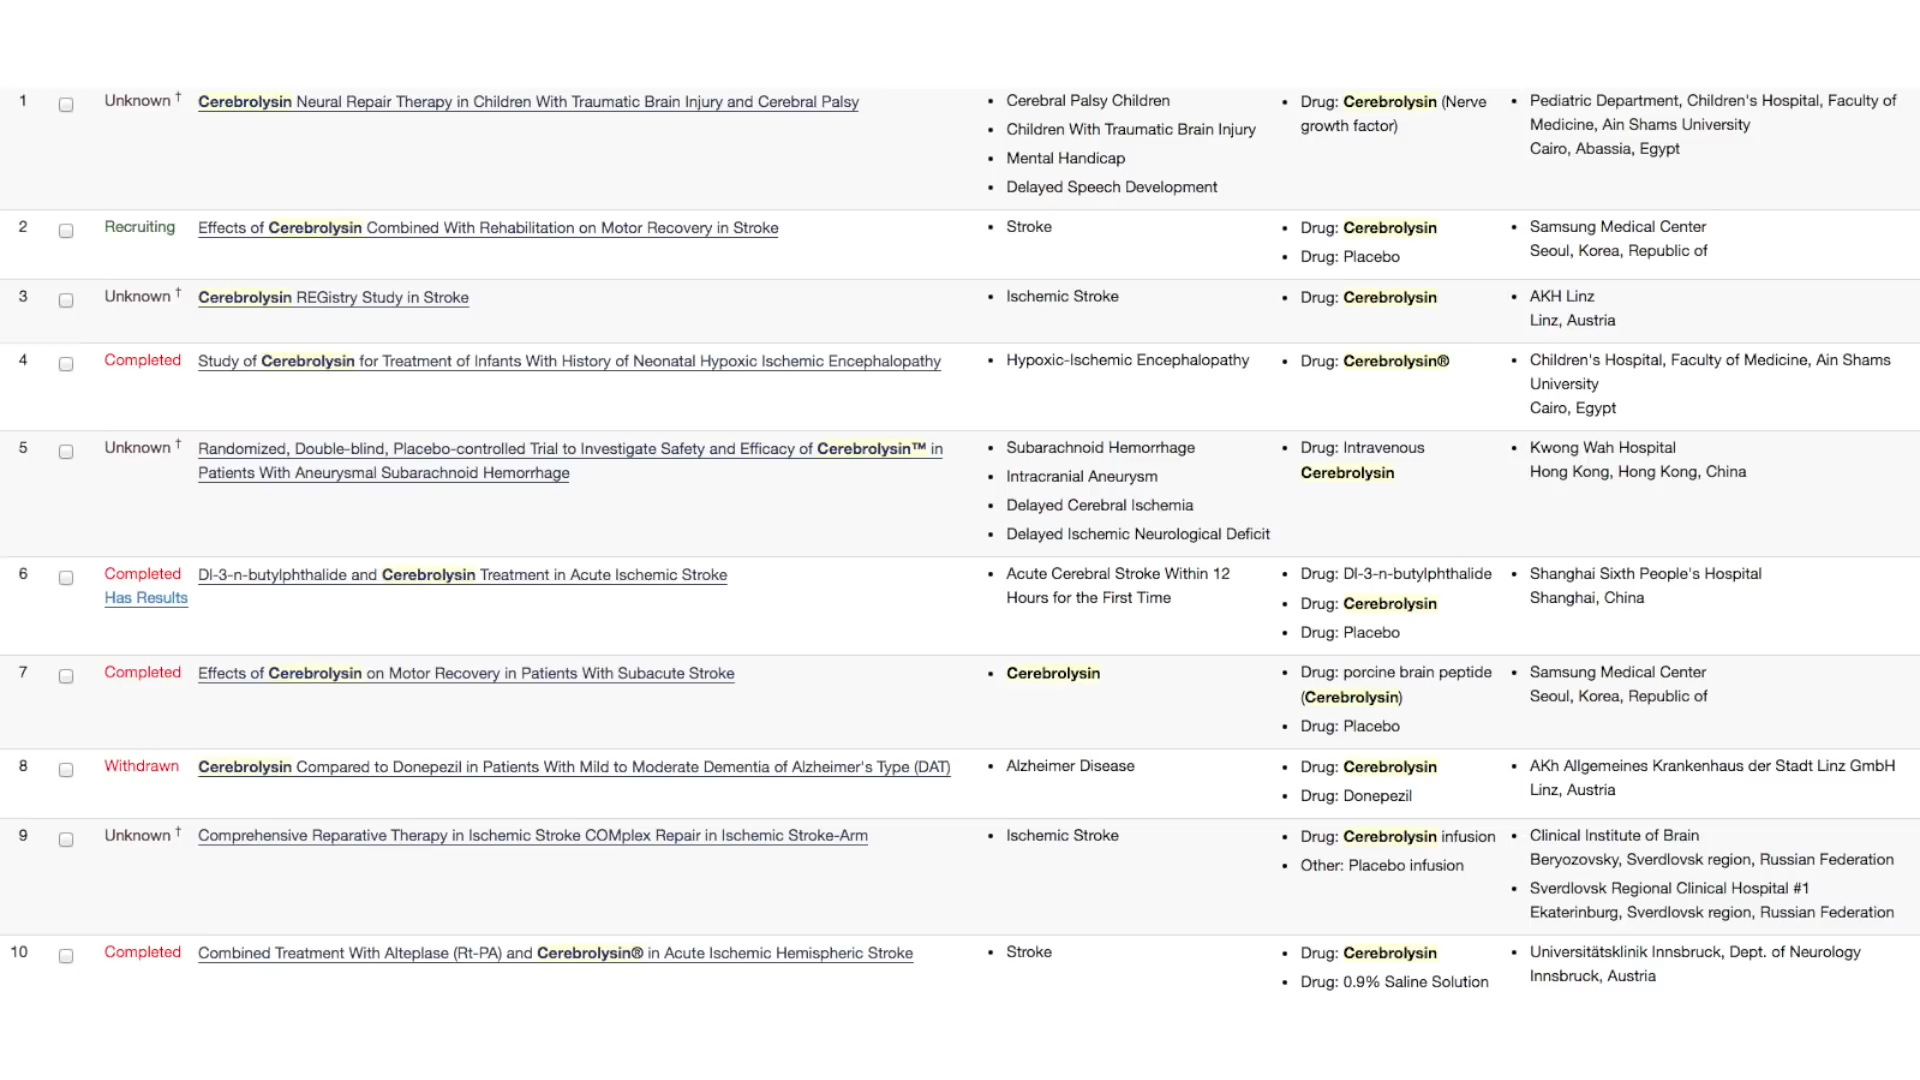 1 Unknown † Cerebrolysin Neural Repair Therapy in Children With Traumatic Brain Injury and Cerebral Palsy
• Cerebral Palsy Children
• Children With Traumatic Brain Injury
• Mental Handicap
• Delayed Speech Development
• Drug: Cerebrolysin (Nerve
growth factor)
• Pediatric Department, Children's Hospital, Faculty of
Medicine, Ain Shams University
Cairo, Abassia, Egypt
2 Recruiting Effects of Cerebrolysin Combined With Rehabilitation on Motor Recovery in Stroke
• Stroke
• Drug: Cerebrolysin
• Drug: Placebo
• Samsung Medical Center
Seoul, Korea, Republic of
3 Unknown † Cerebrolysin REGistry Study in Stroke
• Ischemic Stroke
• Drug: Cerebrolysin
• AKH Linz
Linz, Austria
4 Completed Study of Cerebrolysin for Treatment of Infants With History of Neonatal Hypoxic Ischemic Encephalopathy
• Hypoxic-Ischemic Encephalopathy
• Drug: Cerebrolysin®
• Children's Hospital, Faculty of Medicine, Ain Shams
University
Cairo, Egypt
5 Unknown † Randomized, Double-blind, Placebo-controlled Trial to Investigate Safety and Efficacy of Cerebrolysin™ in
Patients With Aneurysmal Subarachnoid Hemorrhage
• Subarachnoid Hemorrhage
• Intracranial Aneurysm
• Delayed Cerebral Ischemia
• Delayed Ischemic Neurological Deficit
• Drug: Intravenous
Cerebrolysin
• Kwong Wah Hospital
Hong Kong, Hong Kong, China
6 Completed Dl-3-n-butylphthalide and Cerebrolysin Treatment in Acute Ischemic Stroke
Has Results
• Acute Cerebral Stroke Within 12
Hours for the First Time
• Drug: Dl-3-n-butylphthalide
• Drug: Cerebrolysin
• Drug: Placebo
• Shanghai Sixth People's Hospital
Shanghai, China
7 Completed Effects of Cerebrolysin on Motor Recovery in Patients With Subacute Stroke
• Cerebrolysin
• Drug: porcine brain peptide
(Cerebrolysin)
• Drug: Placebo
• Samsung Medical Center
Seoul, Korea, Republic of
8 Withdrawn Cerebrolysin Compared to Donepezil in Patients With Mild to Moderate Dementia of Alzheimer's Type (DAT)
• Alzheimer Disease
• Drug: Cerebrolysin
• Drug: Donepezil
• AKh Allgemeines Krankenhaus der Stadt Linz GmbH
Linz, Austria
9 Unknown † Comprehensive Reparative Therapy in Ischemic Stroke COMplex Repair in Ischemic Stroke-Arm
• Ischemic Stroke
• Drug: Cerebrolysin infusion
• Other: Placebo infusion
• Clinical Institute of Brain
Beryozovsky, Sverdlovsk region, Russian Federation
• Sverdlovsk Regional Clinical Hospital #1
Ekaterinburg, Sverdlovsk region, Russian Federation
10 Completed Combined Treatment With Alteplase (Rt-PA) and Cerebrolysin® in Acute Ischemic Hemispheric Stroke
• Stroke
• Drug: Cerebrolysin
• Drug: 0.9% Saline Solution
• Universitätsklinik Innsbruck, Dept. of Neurology
Innsbruck, Austria